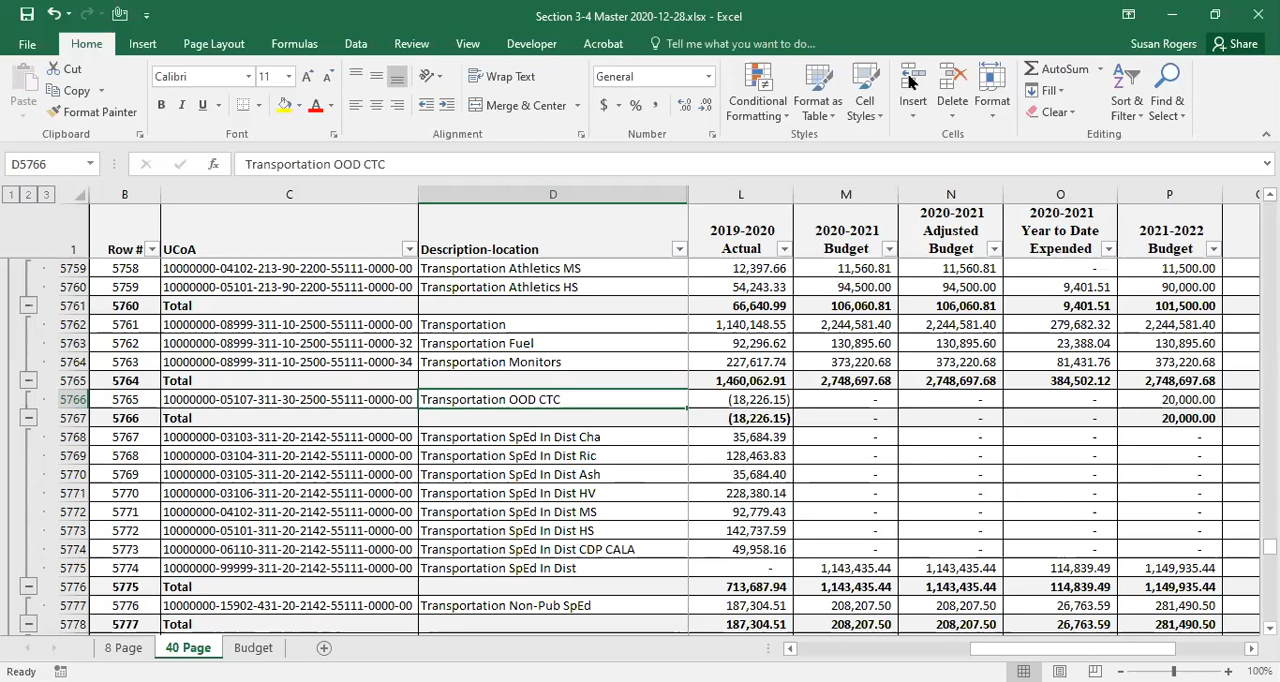 Section 3-4 Master 2020-12-28.xlsx - Excel
File Home Insert Page Layout Formulas Data Review View Developer Acrobat Tell me what you want to do... Susan Rogers Share
Paste Cut Copy Format Painter Clipboard
Calibri 11 B I U A Font
Wrap Text Merge & Center Alignment
General $ % , Number
Conditional Formatting Format as Table Cell Styles Styles
Insert Delete Format Cells
AutoSum Fill Clear Sort & Filter Find & Select Editing
D5766 fx Transportation OOD CTC
1 2 3 B C D L M N O P
1 Row # UCoA Description-location 2019-2020 Actual 2020-2021 Budget 2020-2021 Adjusted Budget 2020-2021 Year to Date Expended 2021-2022 Budget
5759 5758 10000000-04102-213-90-2200-55111-0000-00 Transportation Athletics MS 12,397.66 11,560.81 11,560.81 - 11,500.00
5760 5759 10000000-05101-213-90-2200-55111-0000-00 Transportation Athletics HS 54,243.33 94,500.00 94,500.00 9,401.51 90,000.00
5761 5760 Total 66,640.99 106,060.81 106,060.81 9,401.51 101,500.00
5762 5761 10000000-08999-311-10-2500-55111-0000-00 Transportation 1,140,148.55 2,244,581.40 2,244,581.40 279,682.32 2,244,581.40
5763 5762 10000000-08999-311-10-2500-55111-0000-32 Transportation Fuel 92,296.62 130,895.60 130,895.60 23,388.04 130,895.60
5764 5763 10000000-08999-311-10-2500-55111-0000-34 Transportation Monitors 227,617.74 373,220.68 373,220.68 81,431.76 373,220.68
5765 5764 Total 1,460,062.91 2,748,697.68 2,748,697.68 384,502.12 2,748,697.68
5766 5765 10000000-05107-311-30-2500-55111-0000-00 Transportation OOD CTC (18,226.15) - - - 20,000.00
5767 5766 Total (18,226.15) - - - 20,000.00
5768 5767 10000000-03103-311-20-2142-55111-0000-00 Transportation SpEd In Dist Cha 35,684.39 - - - -
5769 5768 10000000-03104-311-20-2142-55111-0000-00 Transportation SpEd In Dist Ric 128,463.83 - - - -
5770 5769 10000000-03105-311-20-2142-55111-0000-00 Transportation SpEd In Dist Ash 35,684.40 - - - -
5771 5770 10000000-03106-311-20-2142-55111-0000-00 Transportation SpEd In Dist HV 228,380.14 - - - -
5772 5771 10000000-04102-311-20-2142-55111-0000-00 Transportation SpEd In Dist MS 92,779.43 - - - -
5773 5772 10000000-05101-311-20-2142-55111-0000-00 Transportation SpEd In Dist HS 142,737.59 - - - -
5774 5773 10000000-06110-311-20-2142-55111-0000-00 Transportation SpEd In Dist CDP CALA 49,958.16 - - - -
5775 5774 10000000-99999-311-20-2142-55111-0000-00 Transportation SpEd In Dist - 1,143,435.44 1,143,435.44 114,839.49 1,149,935.44
5776 5775 Total 713,687.94 1,143,435.44 1,143,435.44 114,839.49 1,149,935.44
5777 5776 10000000-15902-431-20-2142-55111-0000-00 Transportation Non-Pub SpEd 187,304.51 208,207.50 208,207.50 26,763.59 281,490.50
5778 5777 Total 187,304.51 208,207.50 208,207.50 26,763.59 281,490.50
8 Page 40 Page Budget
Ready 100%